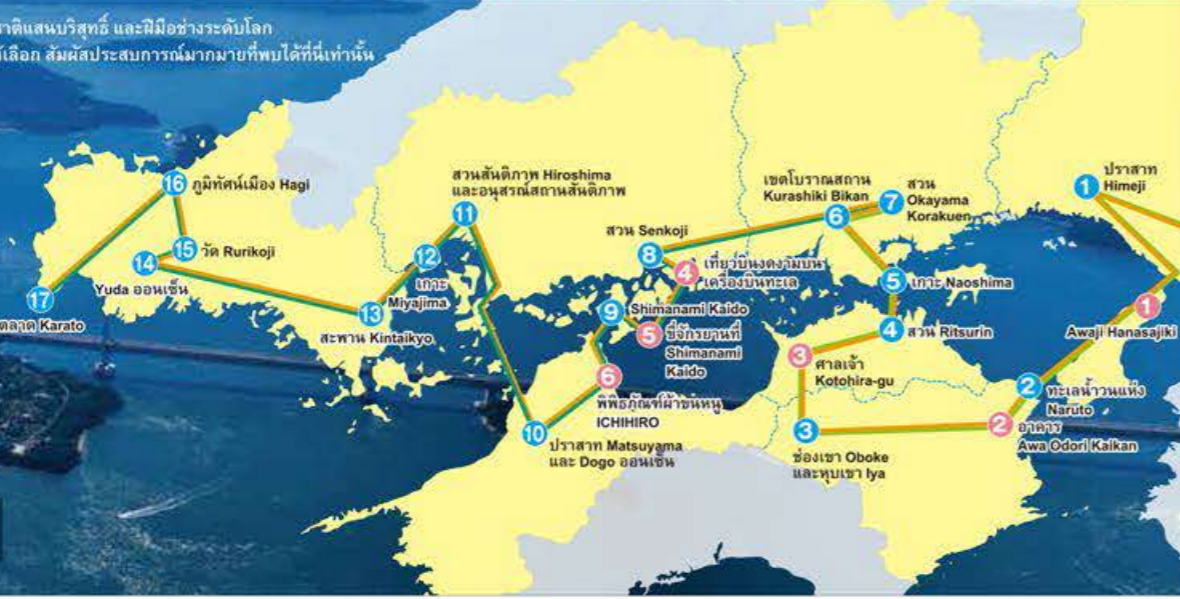 าติแสนบริสุทธิ์ และฝีมือช่างระดับโลก
เลือก สัมผัสประสบการณ์มากมายที่พบได้ที่นี่เท่านั้น
16 ภูมิทัศน์เมือง Hagi
15 วัด Rurikoji
14
Yuda ออนเซ็น
17
ตลาด Karato
13
สะพาน Kintaikyo
12
เกาะ
Miyajima
สวนสันติภาพ Hiroshima
และอนุสรณ์สถานสันติภาพ
11
10
ปราสาท Matsuyama
และ Dogo ออนเซ็น
6
พิพิธภัณฑ์ผ้าขนหนู
ICHIHIRO
9 Shimanami Kaido
5 ขี่จักรยานที่
Shimanami
Kaido
สวน Senkoji
8
4 เที่ยวบินงดงามบน
เครื่องบินทะเล
เขตโบราณสถาน
Kurashiki Bikan
6
7 สวน
Okayama
Korakuen
5 เกาะ Naoshima
4 สวน Ritsurin
3 ศาลเจ้า
Kotohira-gu
3
ช่องเขา Oboke
และหุบเขา Iya
1 ปราสาท
Himeji
1
Awaji Hanasajiki
2 ทะเลน้ำวนแห่ง
Naruto
2 อาคาร
Awa Odori Kaikan